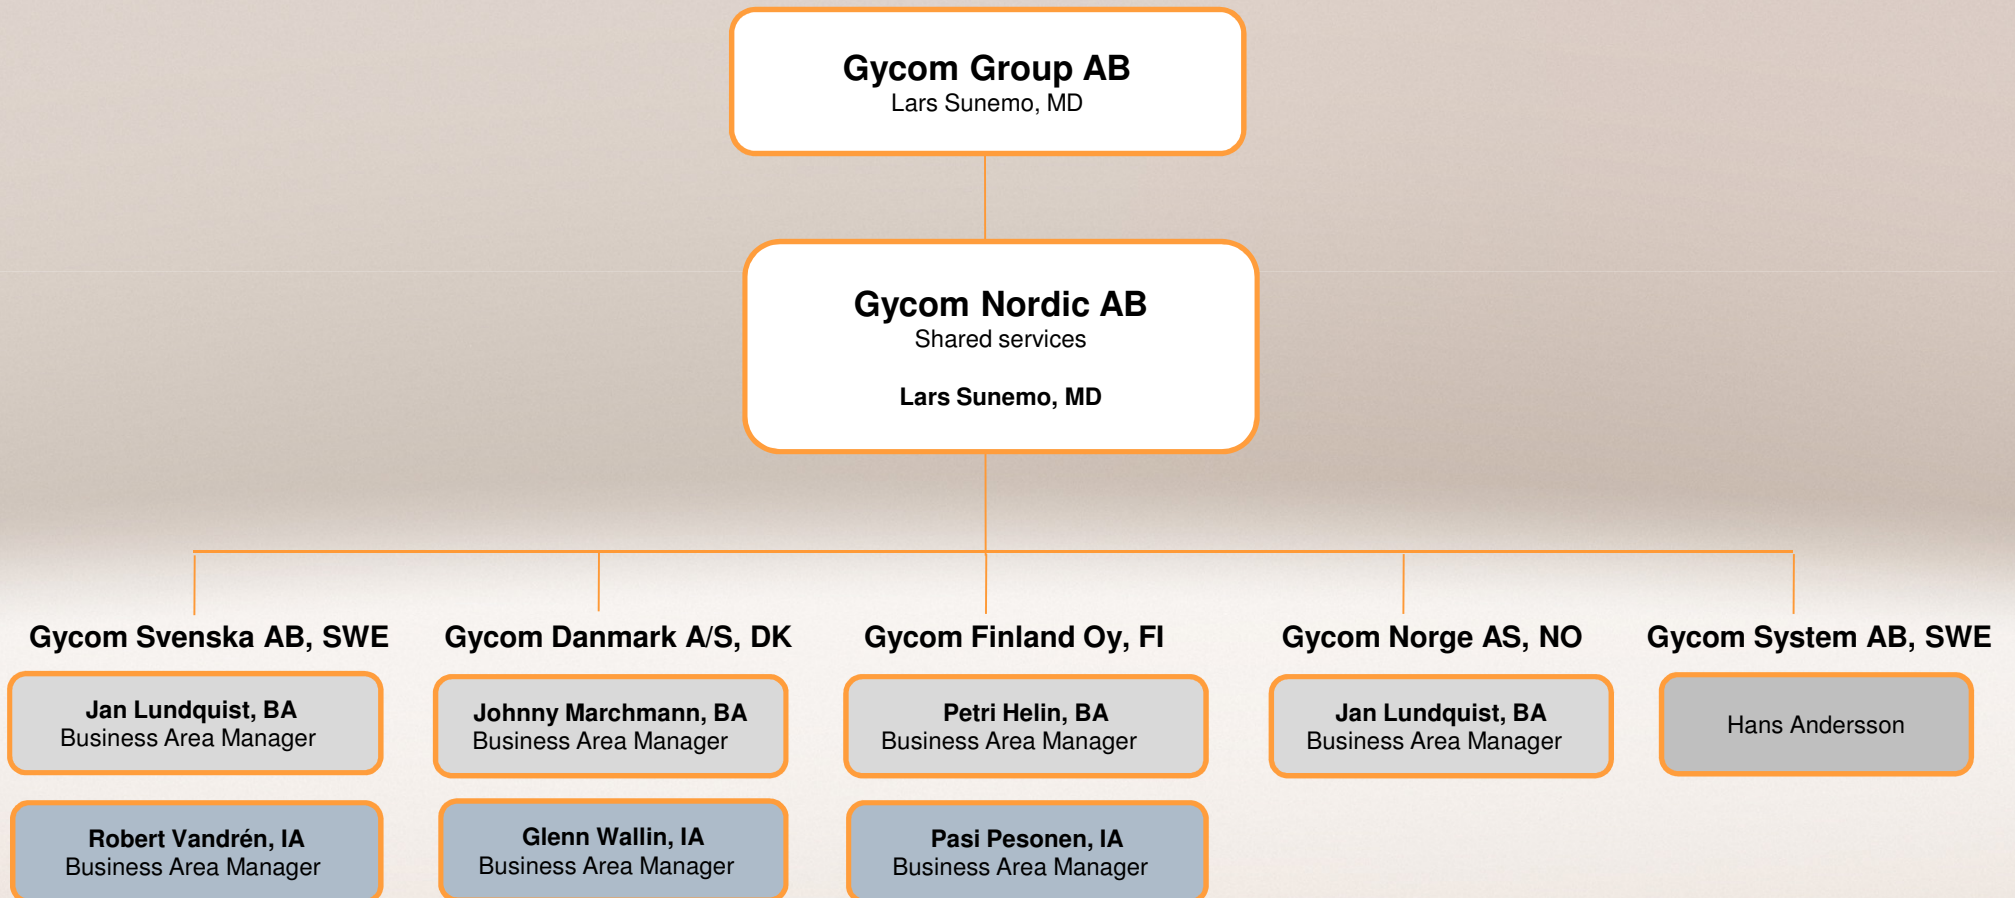 Gycom Group AB
Lars Sunemo, MD
Gycom Nordic AB
Shared services
Lars Sunemo, MD
Gycom Svenska AB, SWE
Gycom Danmark A/S, DK
Gycom Finland Oy, FI
Gycom Norge AS, NO
Gycom System AB, SWE
Jan Lundquist, BA
Business Area Manager
Johnny Marchmann, BA
Business Area Manager
Petri Helin, BA
Business Area Manager
Jan Lundquist, BA
Business Area Manager
Hans Andersson
Robert Vandrén, IA
Business Area Manager
Glenn Wallin, IA
Business Area Manager
Pasi Pesonen, IA
Business Area Manager